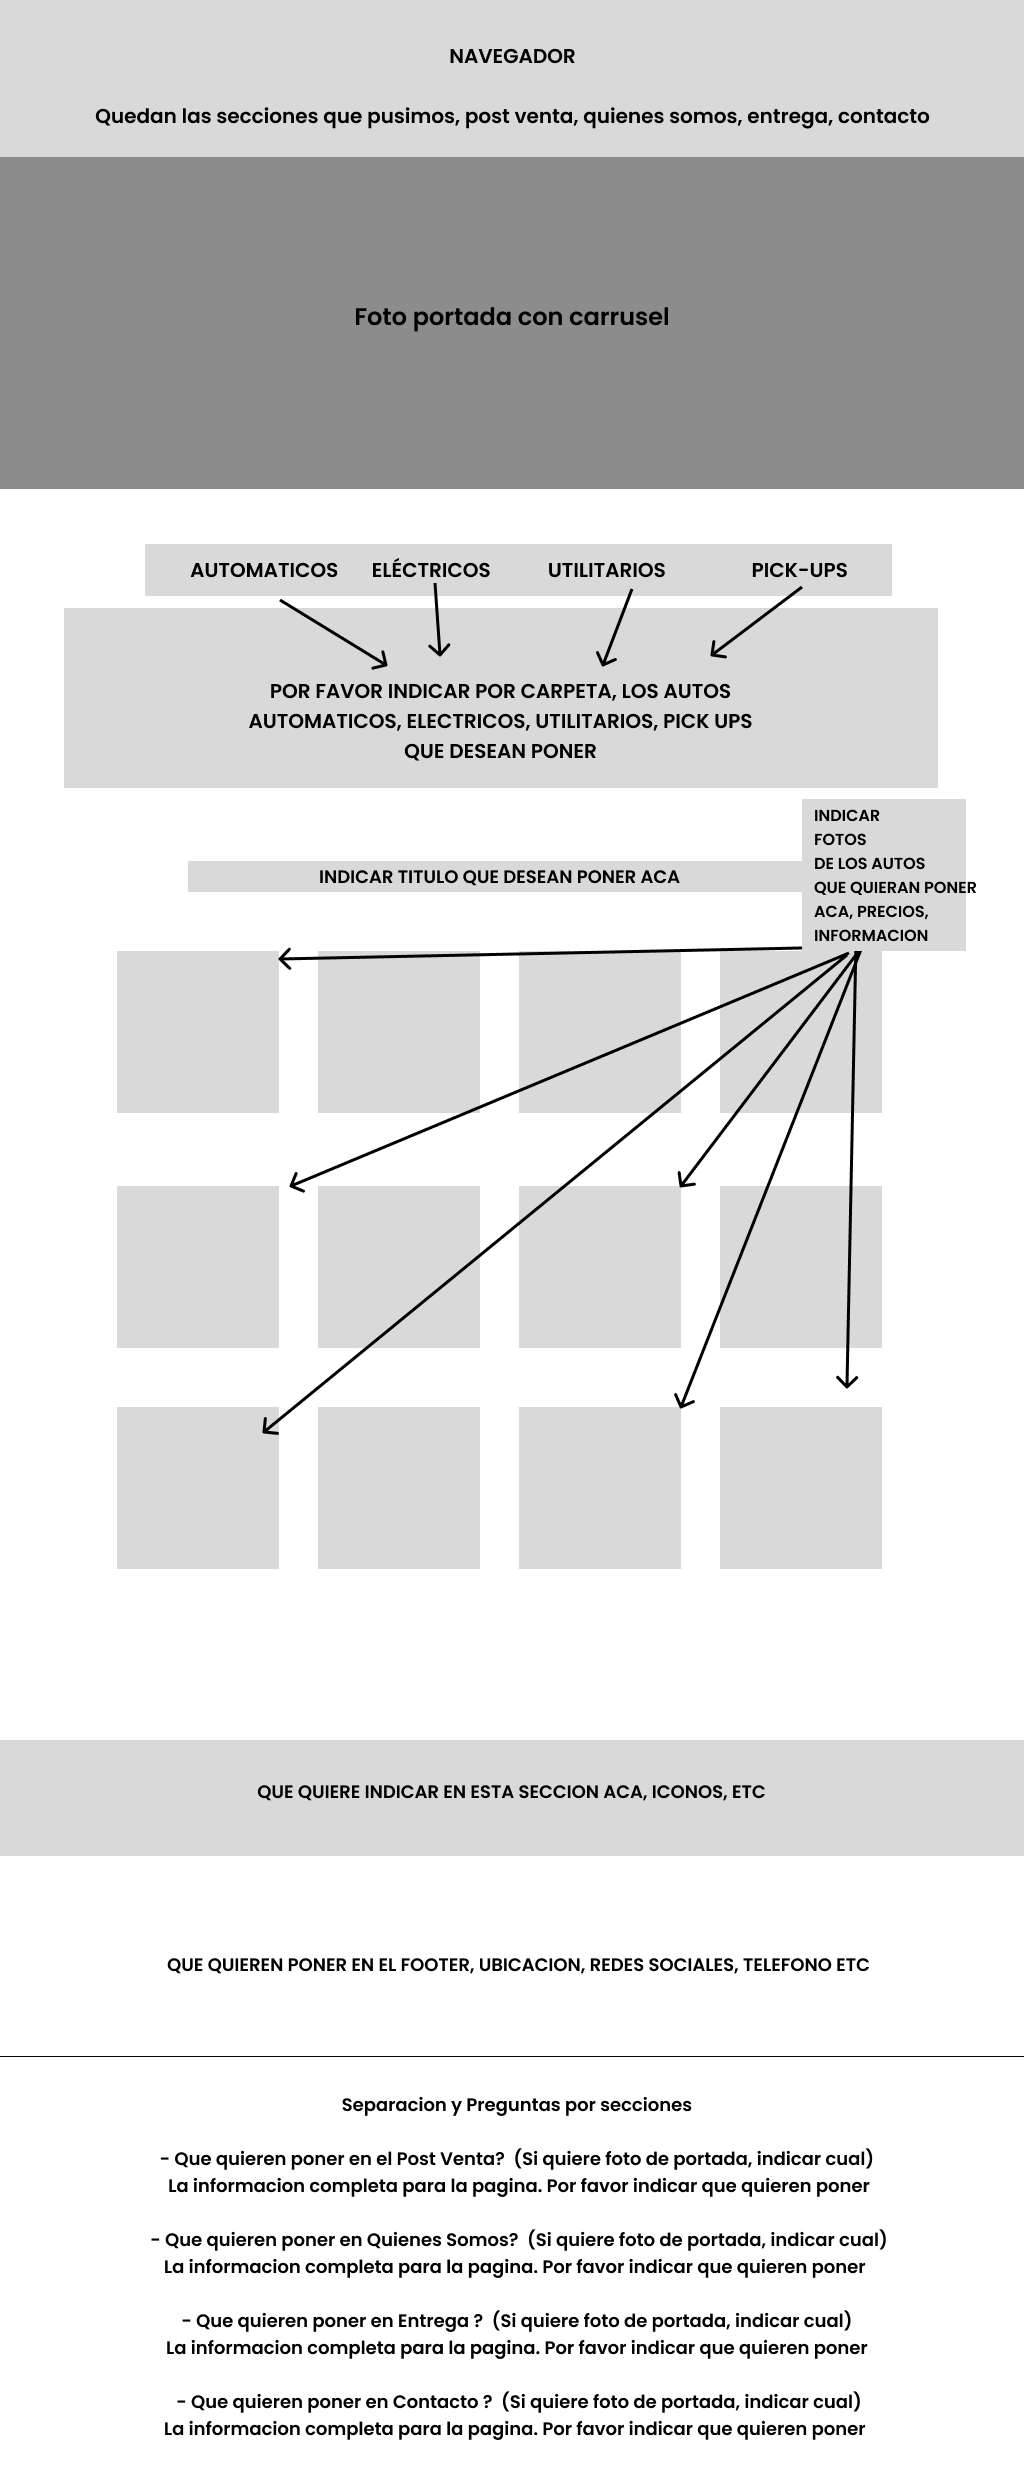 NAVEGADOR
Quedan las secciones que pusimos, post venta, quienes somos, entrega, contacto
Foto portada con carrusel
AUTOMATICOS ELÉCTRICOS UTILITARIOS PICK-UPS
POR FAVOR INDICAR POR CARPETA, LOS AUTOS
AUTOMATICOS, ELECTRICOS, UTILITARIOS, PICK UPS
QUE DESEAN PONER
INDICAR TITULO QUE DESEAN PONER ACA
INDICAR
FOTOS
DE LOS AUTOS
QUE QUIERAN PONER
ACA, PRECIOS,
INFORMACION
QUE QUIERE INDICAR EN ESTA SECCION ACA, ICONOS, ETC
QUE QUIEREN PONER EN EL FOOTER, UBICACION, REDES SOCIALES, TELEFONO ETC
Separacion y Preguntas por secciones
- Que quieren poner en el Post Venta? (Si quiere foto de portada, indicar cual)
La informacion completa para la pagina. Por favor indicar que quieren poner
- Que quieren poner en Quienes Somos? (Si quiere foto de portada, indicar cual)
La informacion completa para la pagina. Por favor indicar que quieren poner
- Que quieren poner en Entrega ? (Si quiere foto de portada, indicar cual)
La informacion completa para la pagina. Por favor indicar que quieren poner
- Que quieren poner en Contacto ? (Si quiere foto de portada, indicar cual)
La informacion completa para la pagina. Por favor indicar que quieren poner